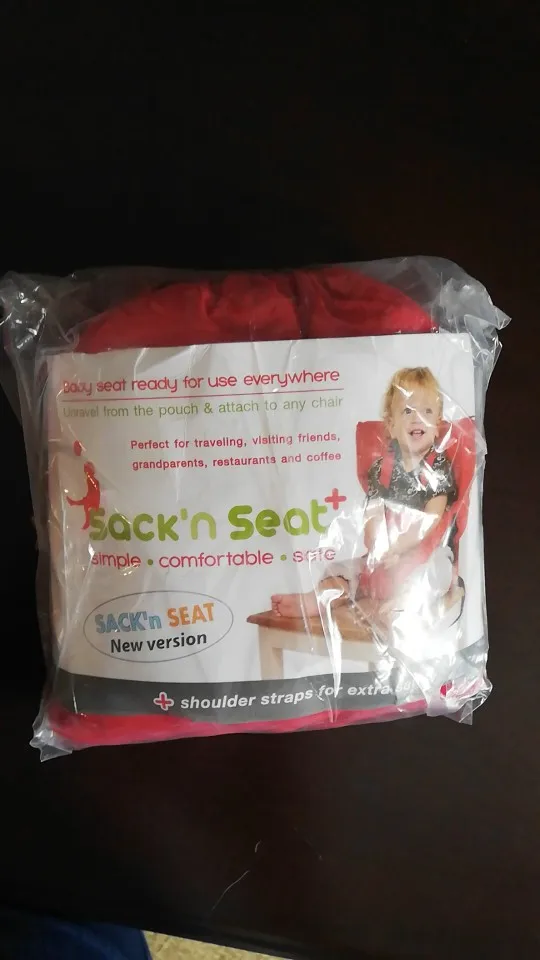 Baby seat ready for use everywhere
Unravel from the pouch & attach to any chair
Perfect for traveling, visiting friends,
grandparents, restaurants and coffee
Sack'n Seat+
simple • comfortable • safe
SACK'n SEAT
New version
+ shoulder straps for extra